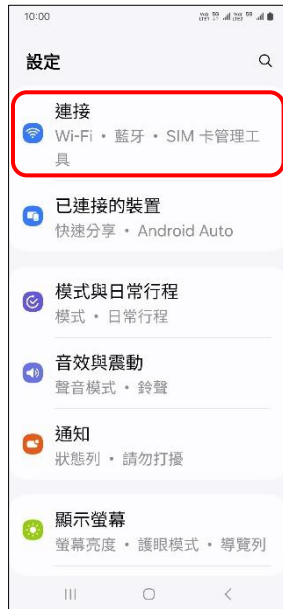 10:00
設定
連接
Wi-Fi • 藍牙 • SIM 卡管理工
具
已連接的裝置
快速分享 • Android Auto
模式與日常行程
模式 • 日常行程
音效與震動
聲音模式 • 鈴聲
通知
狀態列 • 請勿打擾
顯示螢幕
螢幕亮度 • 護眼模式 • 導覽列